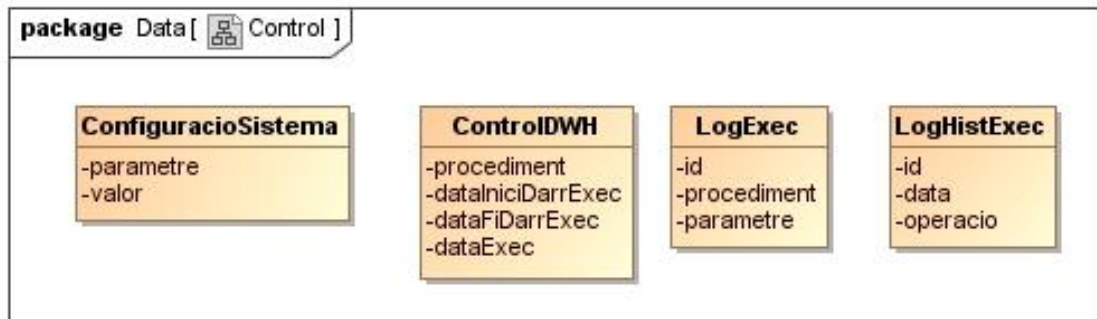 package Data [ Control ]
ConfiguracioSistema
-parametre
-valor
ControlDWH
-procediment
-dataIniciDarrExec
-dataFiDarrExec
-dataExec
LogExec
-id
-procediment
-parametre
LogHistExec
-id
-data
-operacio